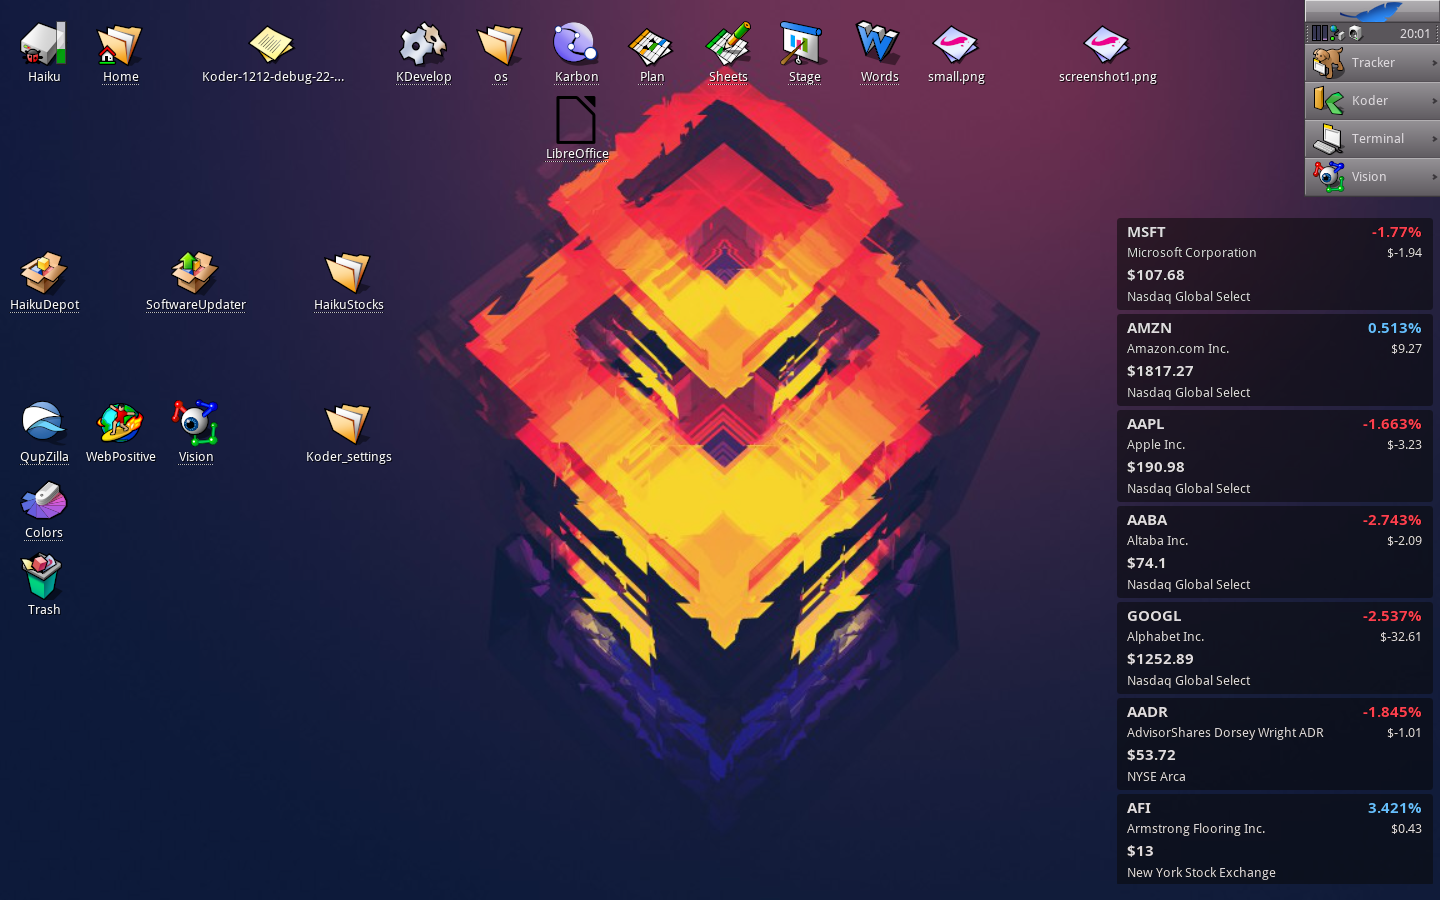 Haiku
Home
Koder-1212-debug-22-...
KDevelop
os
Karbon
Plan
Sheets
Stage
Words
small.png
screenshot1.png
LibreOffice
20:01
Tracker
Koder
Terminal
Vision
HaikuDepot
SoftwareUpdater
HaikuStocks
QupZilla
WebPositive
Vision
Koder_settings
Colors
Trash
MSFT -1.77%
Microsoft Corporation $-1.94
$107.68
Nasdaq Global Select
AMZN 0.513%
Amazon.com Inc. $9.27
$1817.27
Nasdaq Global Select
AAPL -1.663%
Apple Inc. $-3.23
$190.98
Nasdaq Global Select
AABA -2.743%
Altaba Inc. $-2.09
$74.1
Nasdaq Global Select
GOOGL -2.537%
Alphabet Inc. $-32.61
$1252.89
Nasdaq Global Select
AADR -1.845%
AdvisorShares Dorsey Wright ADR $-1.01
$53.72
NYSE Arca
AFI 3.421%
Armstrong Flooring Inc. $0.43
$13
New York Stock Exchange